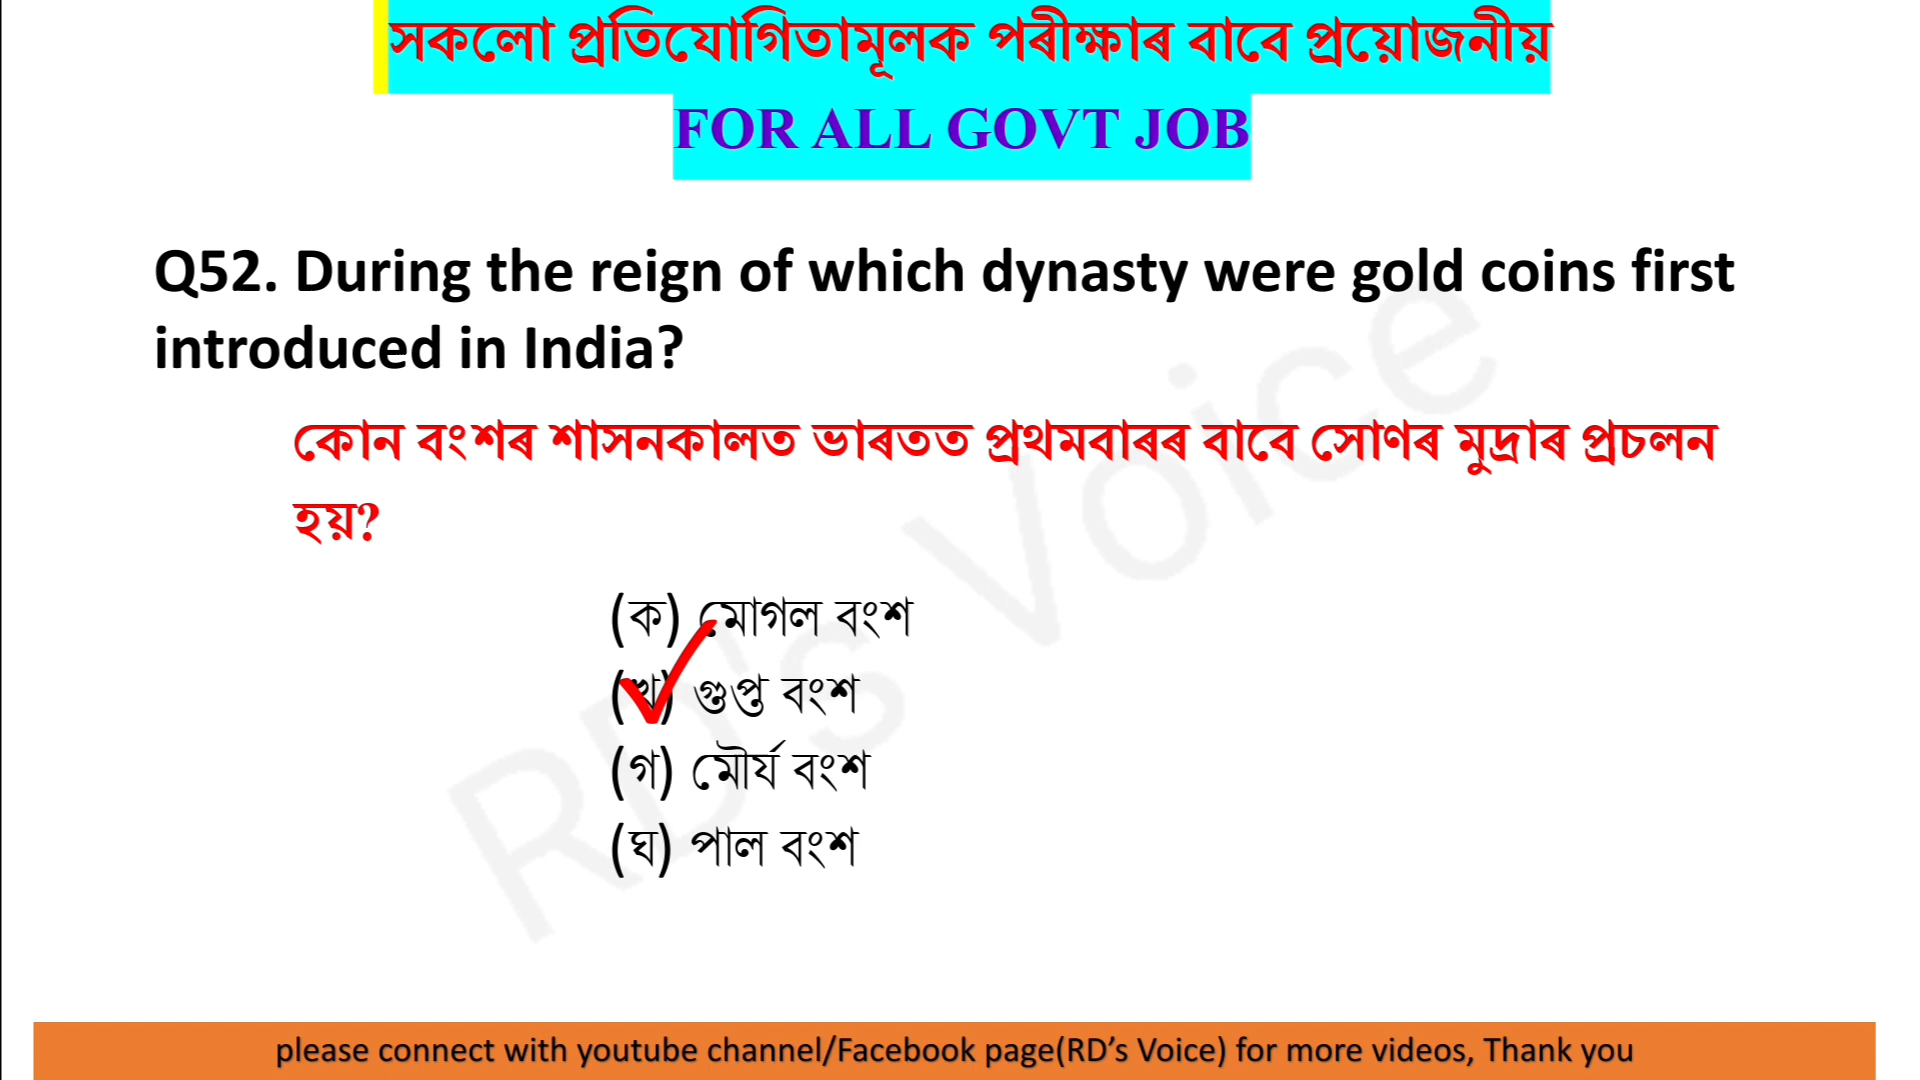 সকলো প্ৰতিযোগিতামূলক পৰীক্ষাৰ বাবে প্ৰয়োজনীয়
FOR ALL GOVT JOB
Q52. During the reign of which dynasty were gold coins first
introduced in India?
কোন বংশৰ শাসনকালত ভাৰতত প্ৰথমবাৰৰ বাবে সোণৰ মুদ্ৰাৰ প্ৰচলন
হয়?
(ক) মোগল বংশ
(খ) গুপ্ত বংশ
(গ) মৌৰ্য বংশ
(ঘ) পাল বংশ
RD's Voice
please connect with youtube channel/Facebook page(RD’s Voice) for more videos, Thank you